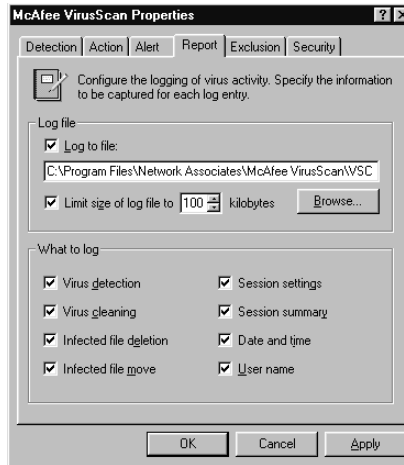 McAfee VirusScan Properties
Detection Action Alert Report Exclusion Security
Configure the logging of virus activity. Specify the information
to be captured for each log entry.
Log file
Log to file:
C:\Program Files\Network Associates\McAfee VirusScan\VSC
Limit size of log file to 100 kilobytes Browse...
What to log
Virus detection Session settings
Virus cleaning Session summary
Infected file deletion Date and time
Infected file move User name
OK Cancel Apply